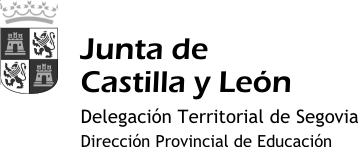 Junta de
Castilla y León
Delegación Territorial de Segovia
Dirección Provincial de Educación